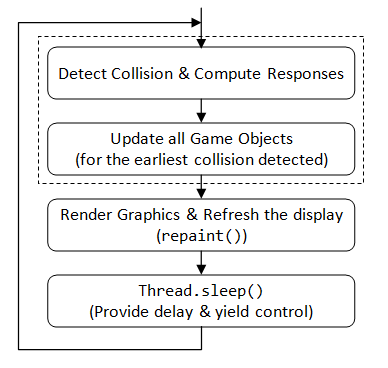 Detect Collision & Compute Responses
Update all Game Objects
(for the earliest collision detected)
Render Graphics & Refresh the display
(repaint())
Thread.sleep()
(Provide delay & yield control)